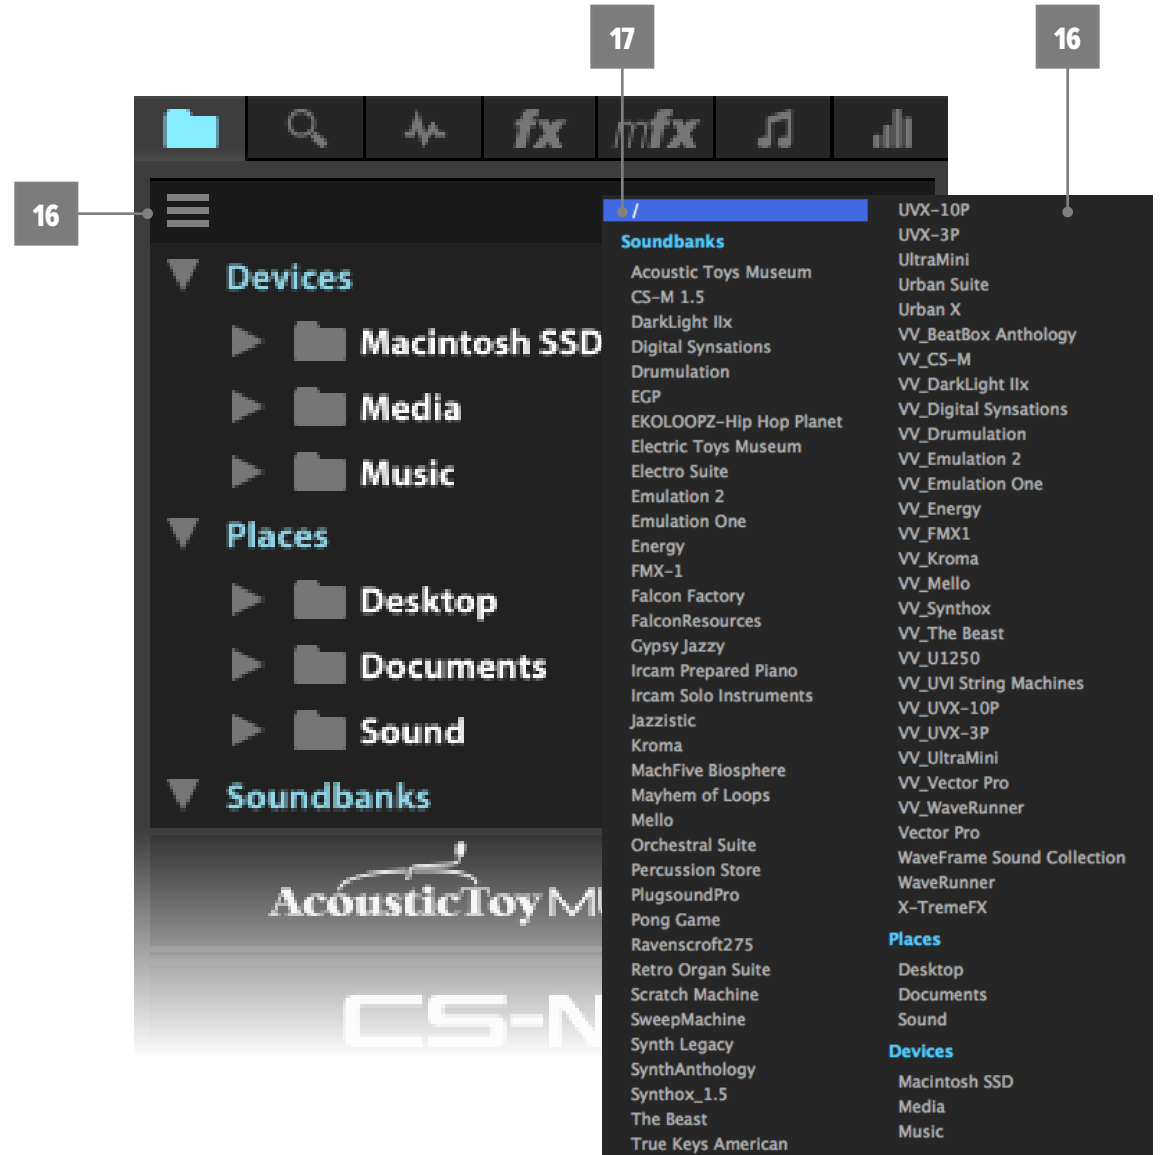 17
16
fx
mfx
16
Devices
Macintosh SSD
Media
Music
Places
Desktop
Documents
Sound
Soundbanks
AcousticToy MU
/
Soundbanks
Acoustic Toys Museum
CS-M 1.5
DarkLight IIx
Digital Synsations
Drumulation
EGP
EKOLOOPZ-Hip Hop Planet
Electric Toys Museum
Electro Suite
Emulation 2
Emulation One
Energy
FMX-1
Falcon Factory
FalconResources
Gypsy Jazzy
Ircam Prepared Piano
Ircam Solo Instruments
Jazzistic
Kroma
MachFive Biosphere
Mayhem of Loops
Mello
Orchestral Suite
Percussion Store
PlugsoundPro
Pong Game
Ravenscroft275
Retro Organ Suite
Scratch Machine
SweepMachine
Synth Legacy
SynthAnthology
Synthox_1.5
The Beast
True Keys American
UVX-10P
UVX-3P
UltraMini
Urban Suite
Urban X
VV_BeatBox Anthology
VV_CS-M
VV_DarkLight IIx
VV_Digital Synsations
VV_Drumulation
VV_Emulation 2
VV_Emulation One
VV_Energy
VV_FMX1
VV_Kroma
VV_Mello
VV_Synthox
VV_The Beast
VV_U1250
VV_UVI String Machines
VV_UVX-10P
VV_UVX-3P
VV_UltraMini
VV_Vector Pro
VV_WaveRunner
Vector Pro
WaveFrame Sound Collection
WaveRunner
X-TremeFX
Places
Desktop
Documents
Sound
Devices
Macintosh SSD
Media
Music